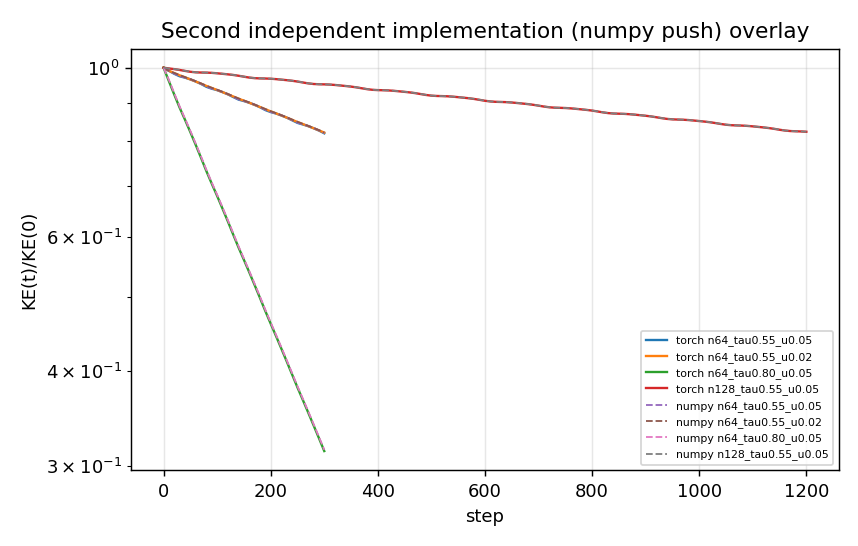 Second independent implementation (numpy push) overlay
KE(t)/KE(0)
10⁰
6 × 10⁻¹
4 × 10⁻¹
3 × 10⁻¹
0 200 400 600 800 1000 1200
step
torch n64_tau0.55_u0.05
torch n64_tau0.55_u0.02
torch n64_tau0.80_u0.05
torch n128_tau0.55_u0.05
numpy n64_tau0.55_u0.05
numpy n64_tau0.55_u0.02
numpy n64_tau0.80_u0.05
numpy n128_tau0.55_u0.05